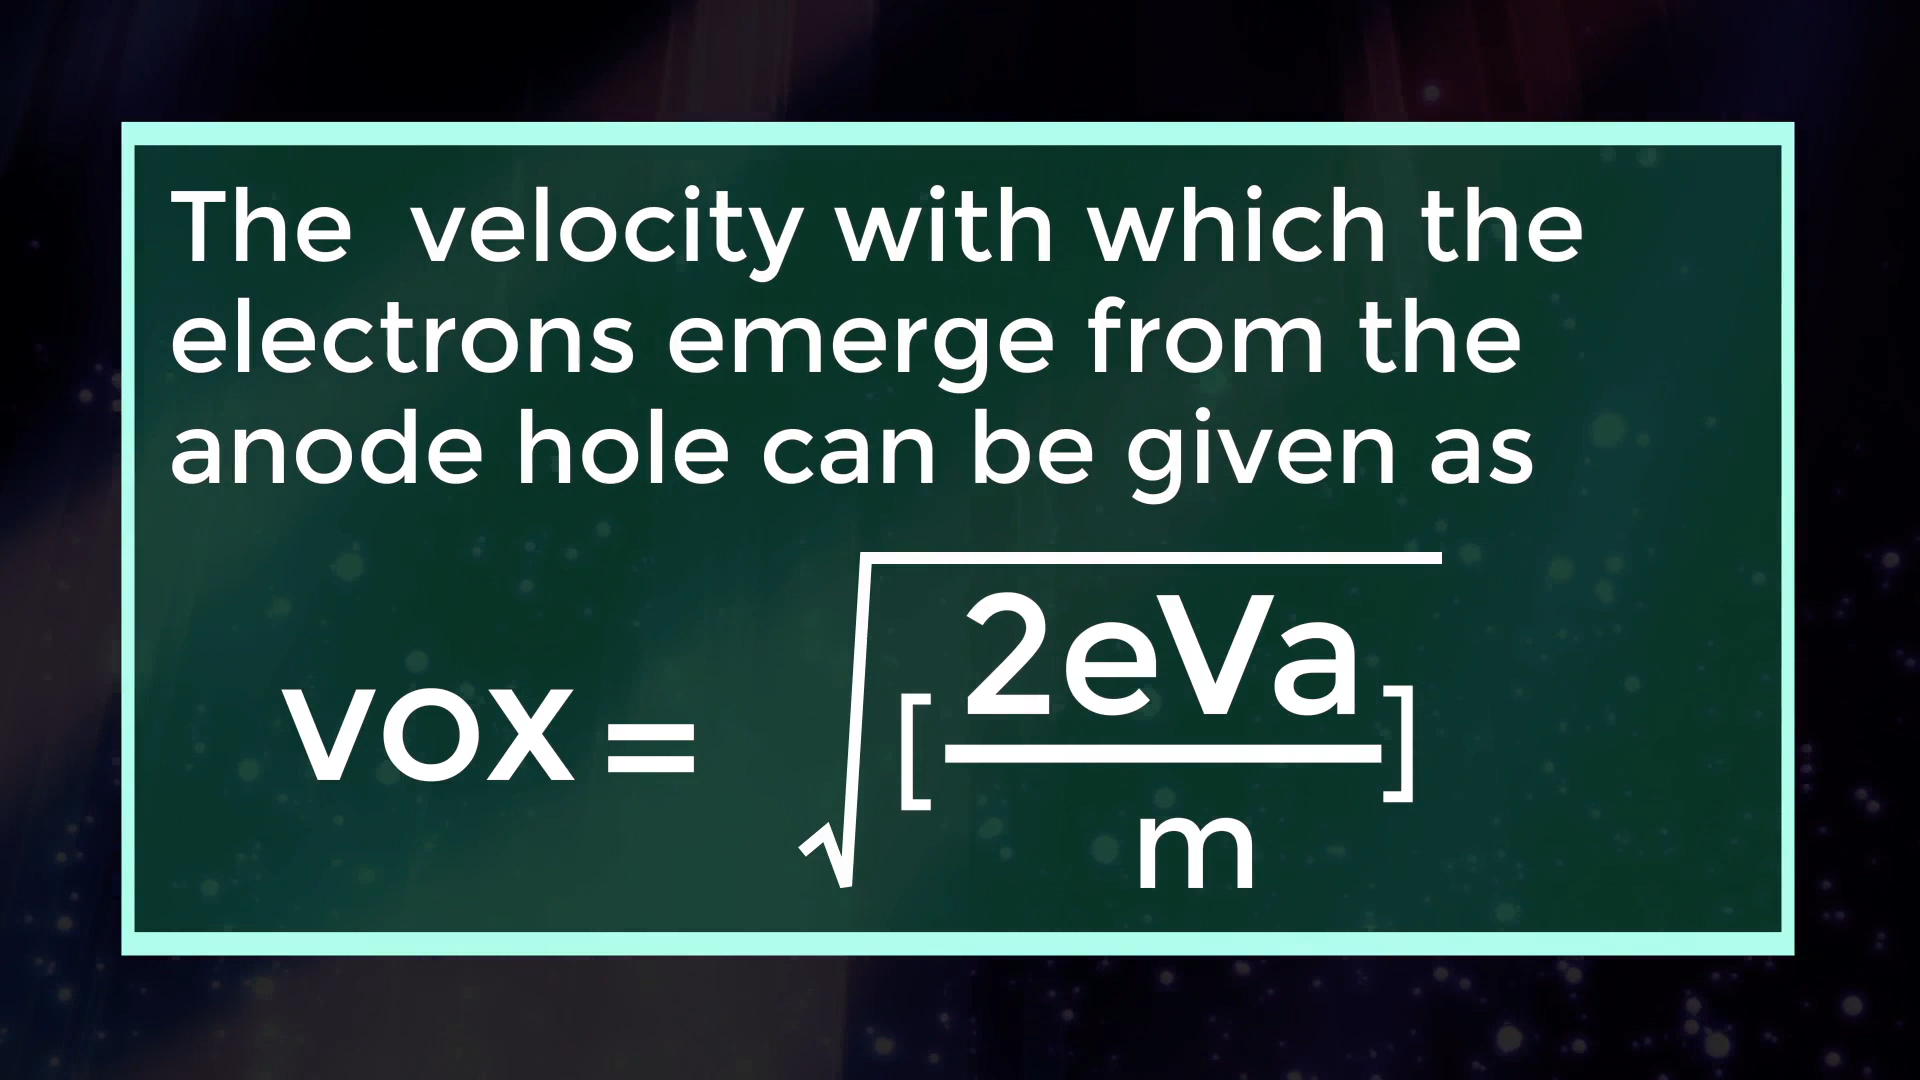 The velocity with which the
electrons emerge from the
anode hole can be given as
vox = √[2eVa/m]